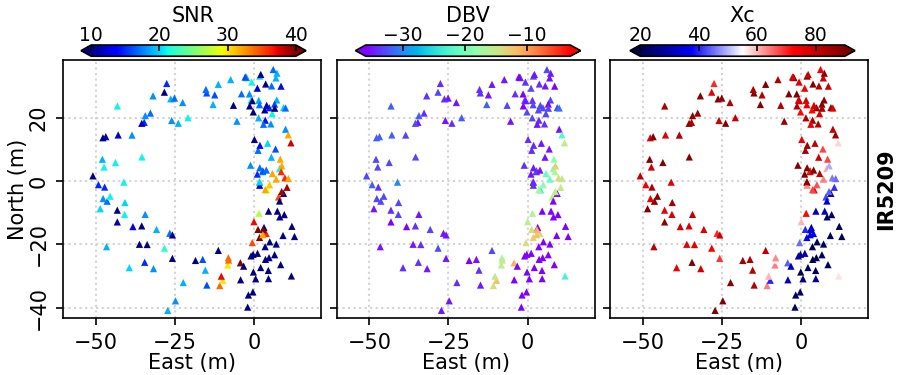 SNR DBV Xc
10 20 30 40 −30 −20 −10 20 40 60 80
20
0
−20
−40
North (m)
−50 −25 0 −50 −25 0 −50 −25 0
East (m) East (m) East (m)
IR5209